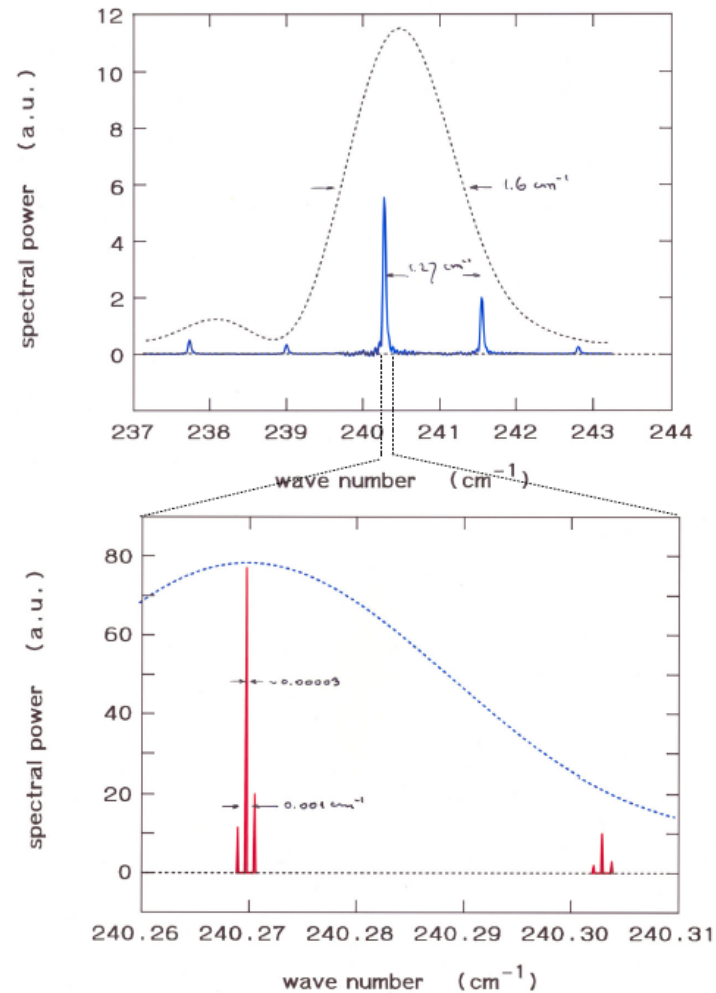 12
10
8
6
4
2
0
spectral power (a.u.)
1.6 cm⁻¹
1.27 cm⁻¹
237 238 239 240 241 242 243 244
wave number (cm⁻¹)
80
60
40
20
0
spectral power (a.u.)
~0.00003
0.001 cm⁻¹
240.26 240.27 240.28 240.29 240.30 240.31
wave number (cm⁻¹)